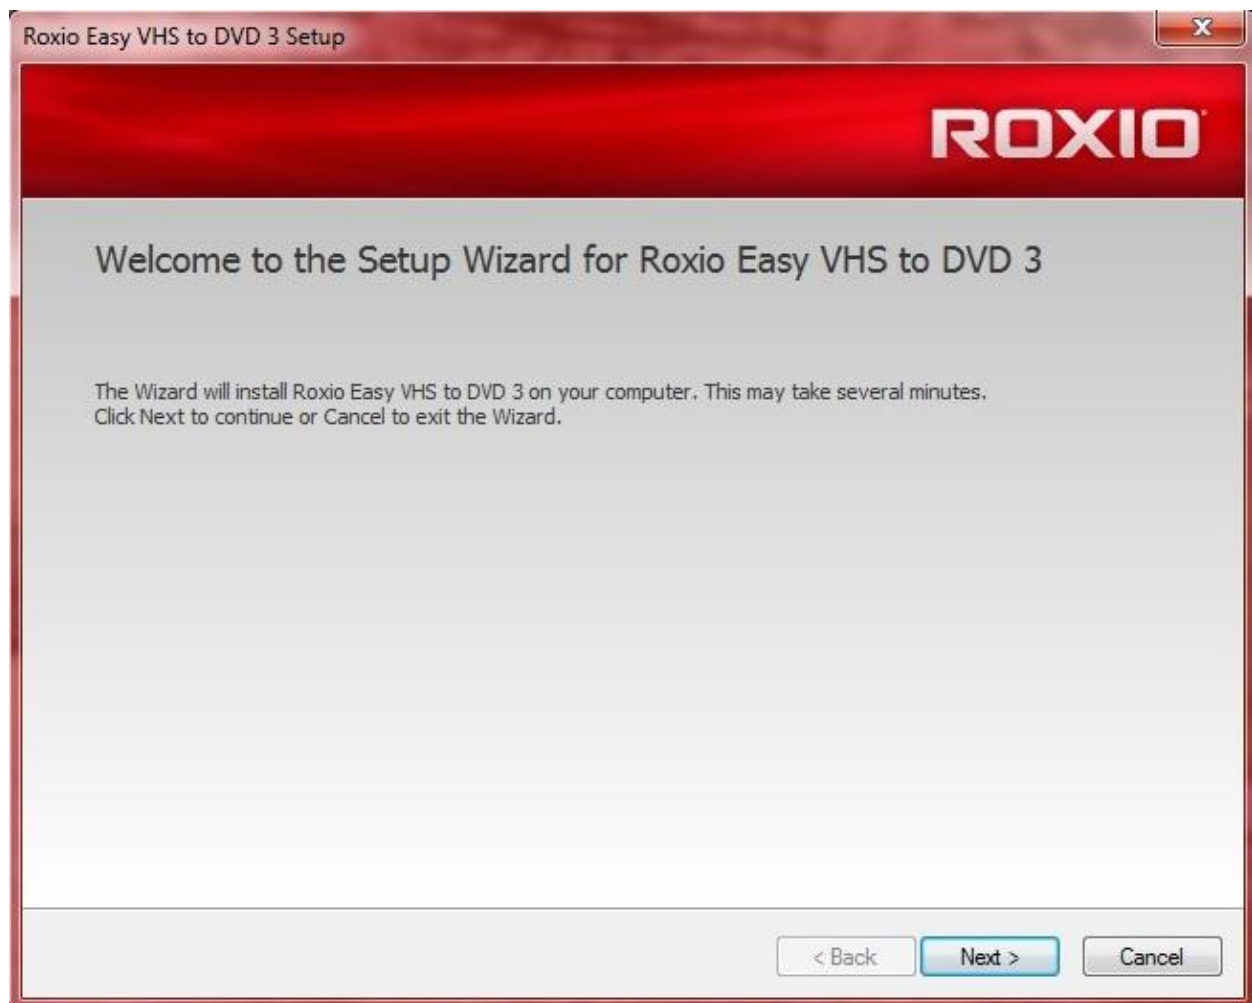 Roxio Easy VHS to DVD 3 Setup
ROXIO
Welcome to the Setup Wizard for Roxio Easy VHS to DVD 3
The Wizard will install Roxio Easy VHS to DVD 3 on your computer. This may take several minutes.
Click Next to continue or Cancel to exit the Wizard.
< Back Next > Cancel